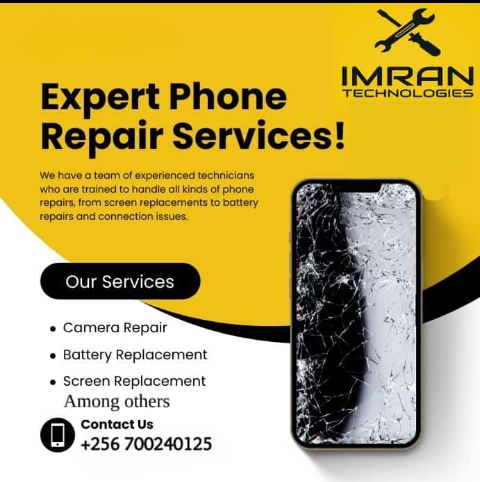 IMRAN
TECHNOLOGIES
Expert Phone
Repair Services!
We have a team of experienced technicians
who are trained to handle all kinds of phone
repairs, from screen replacements to battery
repairs and connection issues.
Our Services
• Camera Repair
• Battery Replacement
• Screen Replacement
Among others
Contact Us
+256 700240125